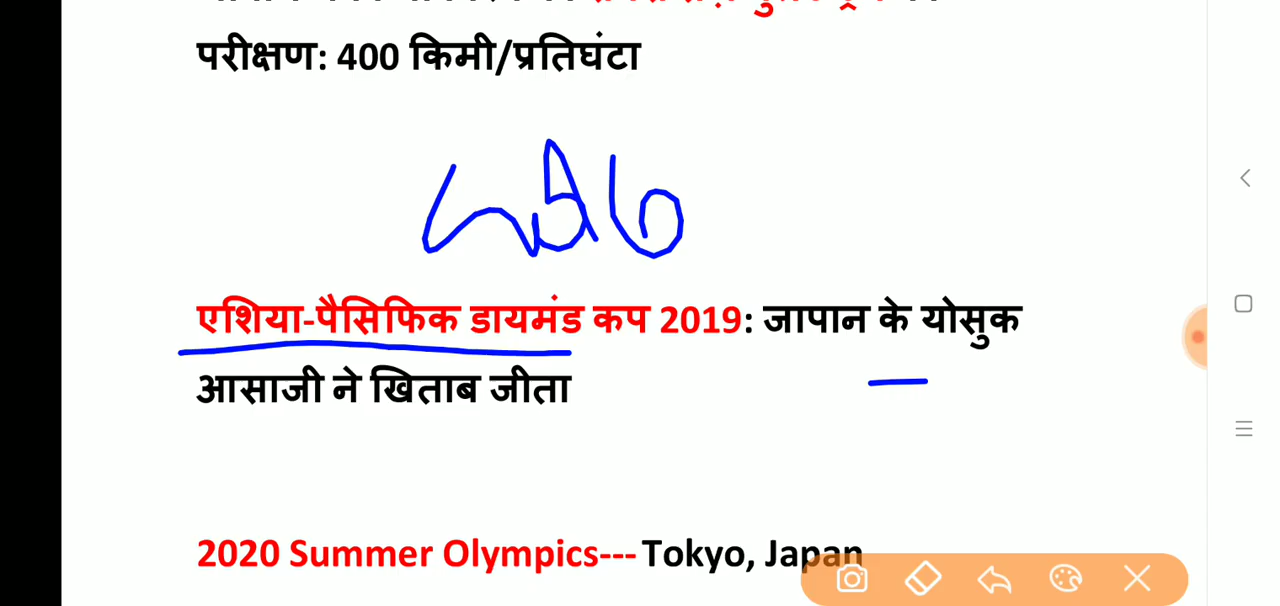 परीक्षण: 400 किमी/प्रतिघंटा
एशिया-पैसिफिक डायमंड कप 2019: जापान के योसुक
आसाजी ने खिताब जीता
2020 Summer Olympics--- Tokyo, Japan